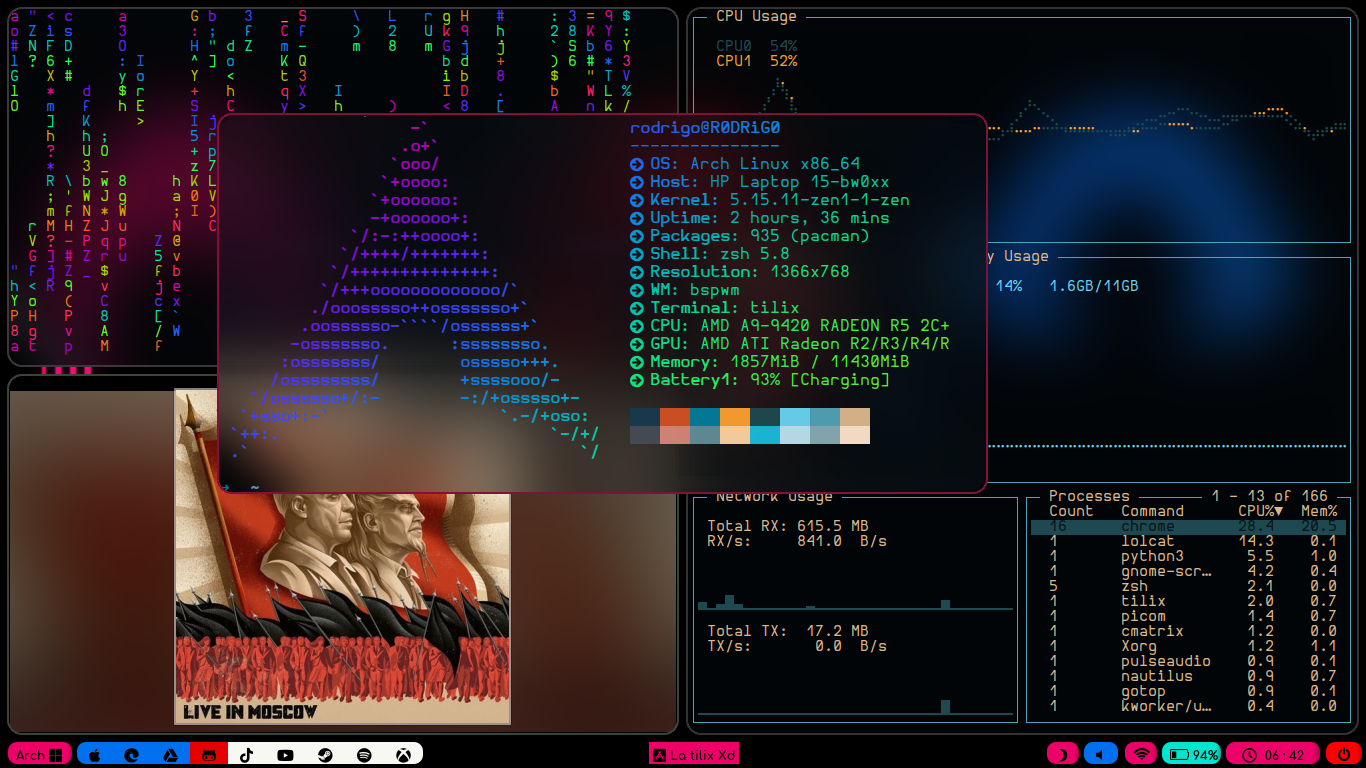 CPU Usage
CPU0 54%
CPU1 52%
rodrigo@R0DRiG0
---------------
OS: Arch Linux x86_64
Host: HP Laptop 15-bw0xx
Kernel: 5.15.11-zen1-1-zen
Uptime: 2 hours, 36 mins
Packages: 935 (pacman)
Shell: zsh 5.8
Resolution: 1366x768
WM: bspwm
Terminal: tilix
CPU: AMD A9-9420 RADEON R5 2C+
GPU: AMD ATI Radeon R2/R3/R4/R
Memory: 1857MiB / 11430MiB
Battery1: 93% [Charging]
~
y Usage
14% 1.6GB/11GB
LIVE IN MOSCOW
Network Usage
Total RX: 615.5 MB
RX/s: 841.0 B/s
Total TX: 17.2 MB
TX/s: 0.0 B/s
Processes 1 - 13 of 166
Count Command CPU%▼ Mem%
16 chrome 28.4 20.5
1 lolcat 14.3 0.1
1 python3 5.5 1.0
1 gnome-scr… 4.2 0.4
5 zsh 2.1 0.0
1 tilix 2.0 0.7
1 picom 1.4 0.7
1 cmatrix 1.2 0.0
1 Xorg 1.2 1.1
1 pulseaudio 0.9 0.1
1 nautilus 0.9 0.7
1 gotop 0.9 0.1
1 kworker/u… 0.4 0.0
Arch
La tilix Xd
94%
06:42